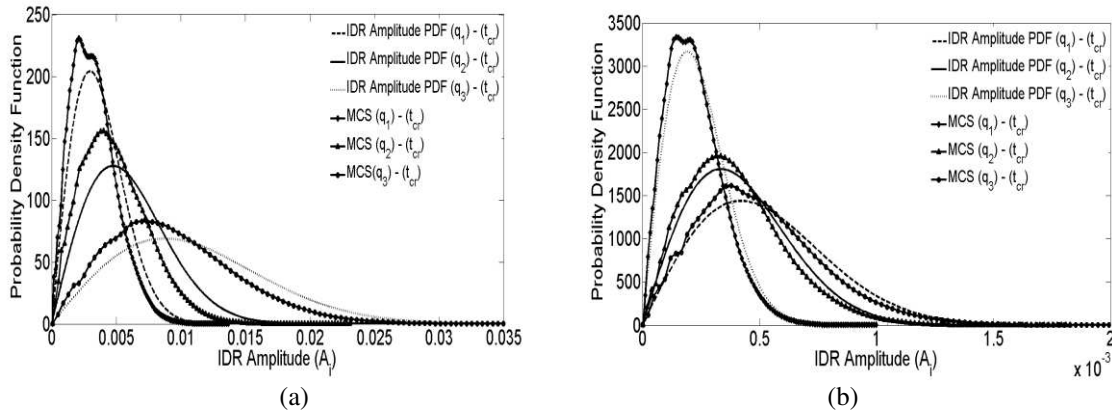 250
200
150
100
50
0
Probability Density Function
0 0.005 0.01 0.015 0.02 0.025 0.03 0.035
IDR Amplitude (A_i)
IDR Amplitude PDF (q_1) - (t_cr)
IDR Amplitude PDF (q_2) - (t_cr)
IDR Amplitude PDF (q_3) - (t_cr)
MCS (q_1) - (t_cr)
MCS (q_2) - (t_cr)
MCS(q_3) - (t_cr)
(a)
3500
3000
2500
2000
1500
1000
500
0
Probability Density Function
0 0.5 1 1.5 2
x 10^-3
IDR Amplitude (A_i)
IDR Amplitude PDF (q_1) - (t_cr)
IDR Amplitude PDF (q_2) - (t_cr)
IDR Amplitude PDF (q_3) - (t_cr)
MCS (q_1) - (t_cr)
MCS (q_2) - (t_cr)
MCS (q_3) - (t_cr)
(b)